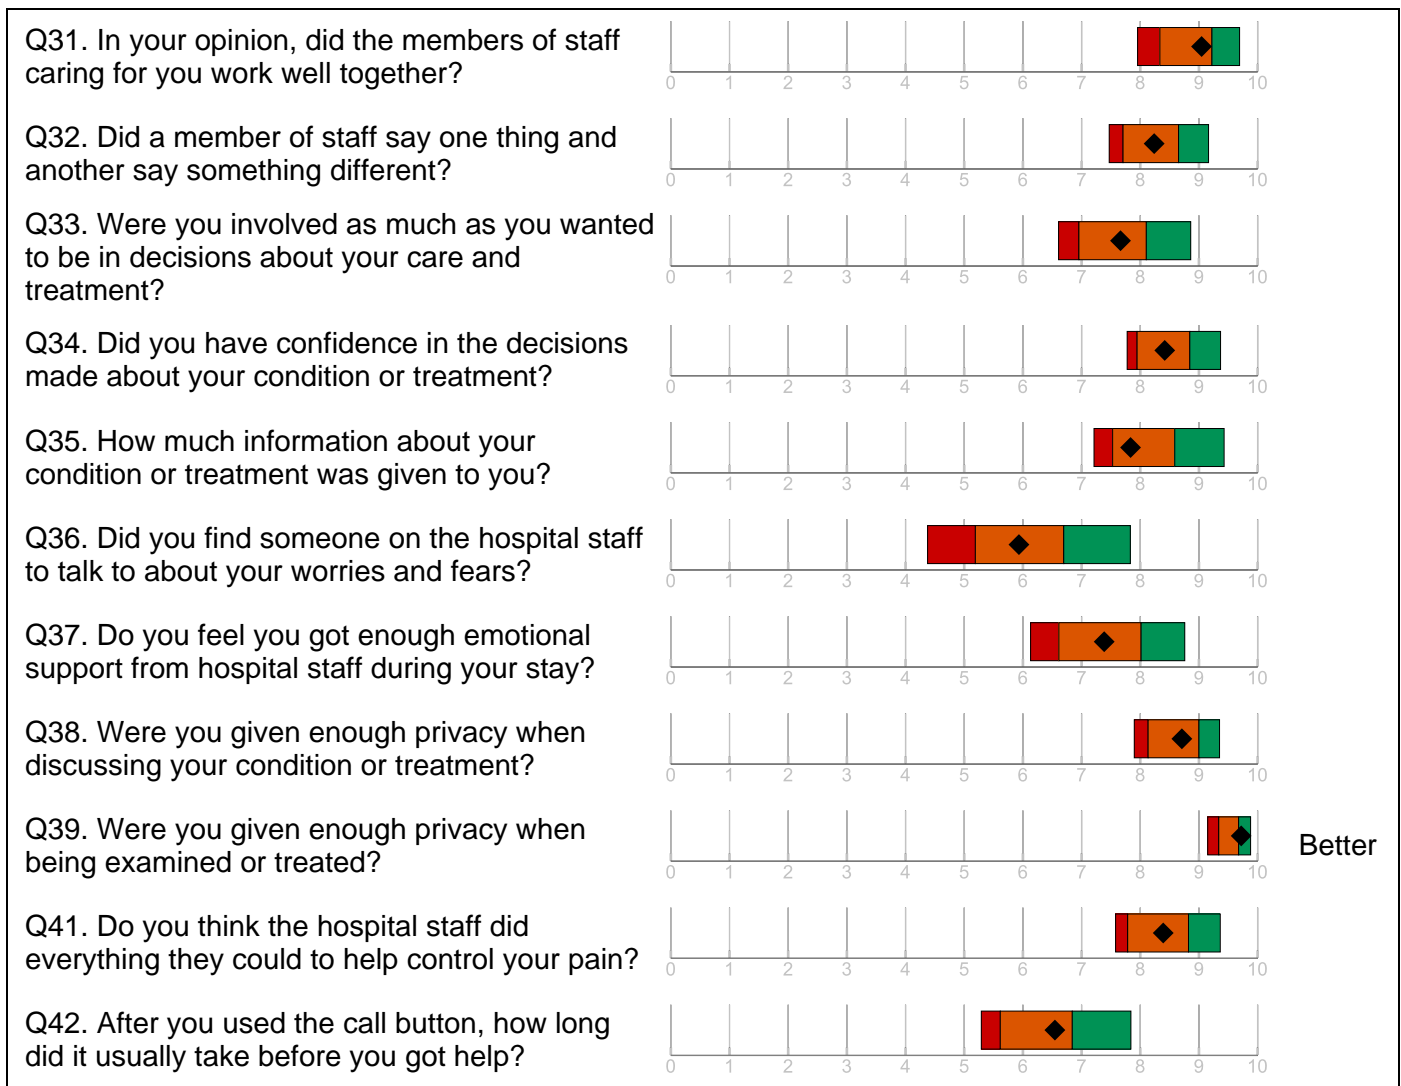 Q31. In your opinion, did the members of staff
caring for you work well together?
0 1 2 3 4 5 6 7 8 9 10
Q32. Did a member of staff say one thing and
another say something different?
0 1 2 3 4 5 6 7 8 9 10
Q33. Were you involved as much as you wanted
to be in decisions about your care and
treatment?
0 1 2 3 4 5 6 7 8 9 10
Q34. Did you have confidence in the decisions
made about your condition or treatment?
0 1 2 3 4 5 6 7 8 9 10
Q35. How much information about your
condition or treatment was given to you?
0 1 2 3 4 5 6 7 8 9 10
Q36. Did you find someone on the hospital staff
to talk to about your worries and fears?
0 1 2 3 4 5 6 7 8 9 10
Q37. Do you feel you got enough emotional
support from hospital staff during your stay?
0 1 2 3 4 5 6 7 8 9 10
Q38. Were you given enough privacy when
discussing your condition or treatment?
0 1 2 3 4 5 6 7 8 9 10
Q39. Were you given enough privacy when
being examined or treated?
Better
0 1 2 3 4 5 6 7 8 9 10
Q41. Do you think the hospital staff did
everything they could to help control your pain?
0 1 2 3 4 5 6 7 8 9 10
Q42. After you used the call button, how long
did it usually take before you got help?
0 1 2 3 4 5 6 7 8 9 10